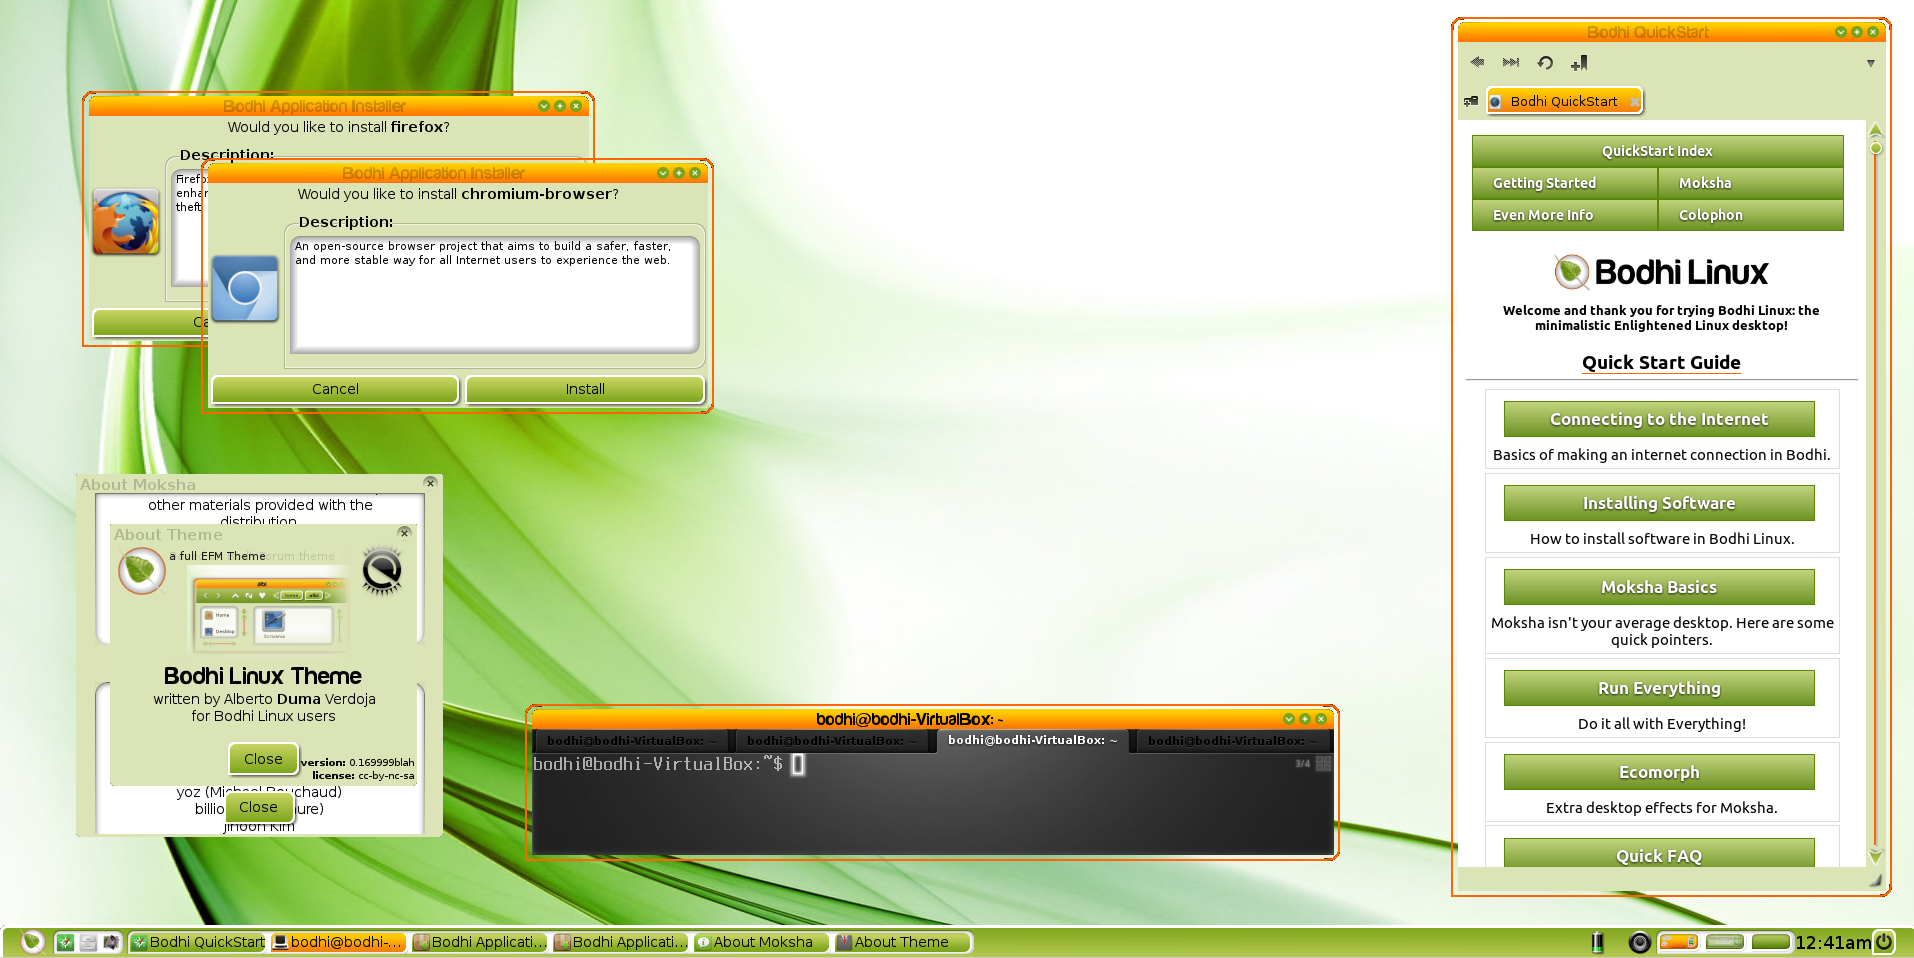 Bodhi Application Installer
Would you like to install firefox?
Description:
Bodhi Application Installer
Would you like to install chromium-browser?
Description:
An open-source browser project that aims to build a safer, faster,
and more stable way for all Internet users to experience the web.
Cancel
Install
About Moksha
other materials provided with the
distribution
About Theme
a full EFM Theme
Bodhi Linux Theme
written by Alberto Duma Verdoja
for Bodhi Linux users
Close
version: 0.169999blah
license: cc-by-nc-sa
Close
Jihoon Kim
bodhi@bodhi-VirtualBox: ~
bodhi@bodhi-VirtualBox: ~
bodhi@bodhi-VirtualBox: ~
bodhi@bodhi-VirtualBox: ~
bodhi@bodhi-VirtualBox: ~
bodhi@bodhi-VirtualBox:~$
3/4
Bodhi QuickStart
Bodhi QuickStart
QuickStart Index
Getting Started
Moksha
Even More Info
Colophon
Bodhi Linux
Welcome and thank you for trying Bodhi Linux: the
minimalistic Enlightened Linux desktop!
Quick Start Guide
Connecting to the Internet
Basics of making an internet connection in Bodhi.
Installing Software
How to install software in Bodhi Linux.
Moksha Basics
Moksha isn't your average desktop. Here are some
quick pointers.
Run Everything
Do it all with Everything!
Ecomorph
Extra desktop effects for Moksha.
Quick FAQ
Bodhi QuickStart
bodhi@bodhi-...
Bodhi Applicati...
Bodhi Applicati...
About Moksha
About Theme
12:41am